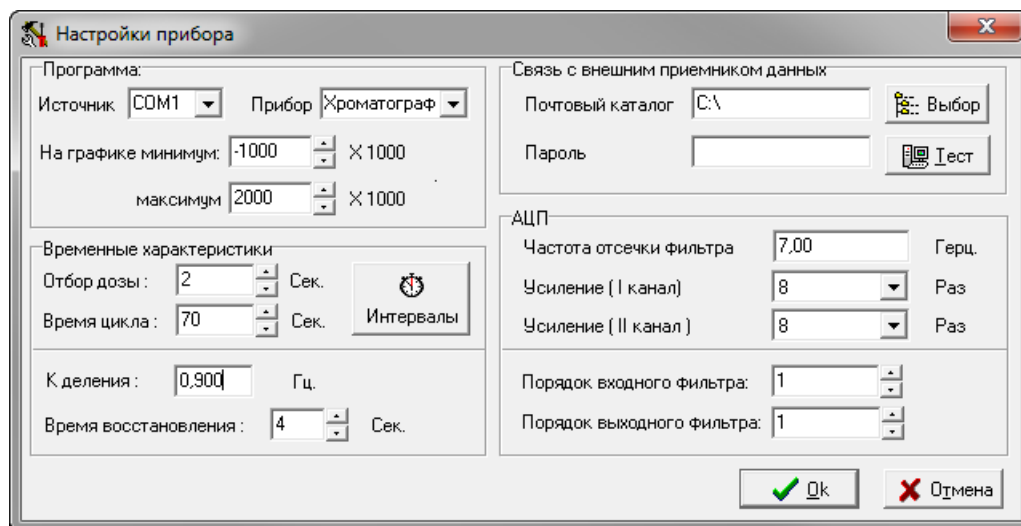 Настройки прибора
Программа:
Источник COM1 Прибор Хроматограф
На графике минимум: -1000 X 1000
максимум 2000 X 1000
Временные характеристики
Отбор дозы : 2 Сек.
Время цикла : 70 Сек.
Интервалы
К деления : 0,900 Гц.
Время восстановления : 4 Сек.
Связь с внешним приемником данных
Почтовый каталог C:\ Выбор
Пароль Тест
АЦП
Частота отсечки фильтра 7,00 Герц.
Усиление ( I канал) 8 Раз
Усиление ( II канал ) 8 Раз
Порядок входного фильтра: 1
Порядок выходного фильтра: 1
Ok Отмена